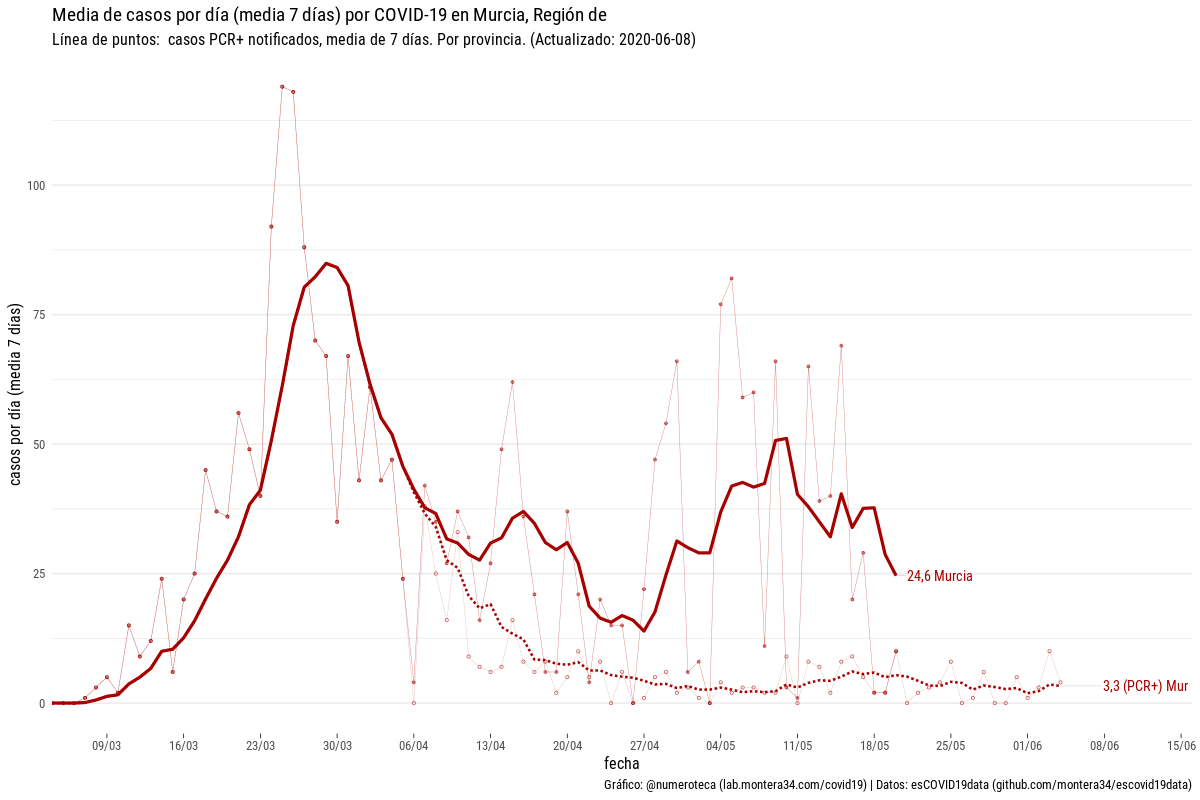 Media de casos por día (media 7 días) por COVID-19 en Murcia, Región de
Línea de puntos:  casos PCR+ notificados, media de 7 días. Por provincia. (Actualizado: 2020-06-08)
casos por día (media 7 días)
100
75
50
25
0
24,6 Murcia
3,3 (PCR+) Mur
09/03 16/03 23/03 30/03 06/04 13/04 20/04 27/04 04/05 11/05 18/05 25/05 01/06 08/06 15/06
fecha
Gráfico: @numeroteca (lab.montera34.com/covid19) | Datos: esCOVID19data (github.com/montera34/escovid19data)